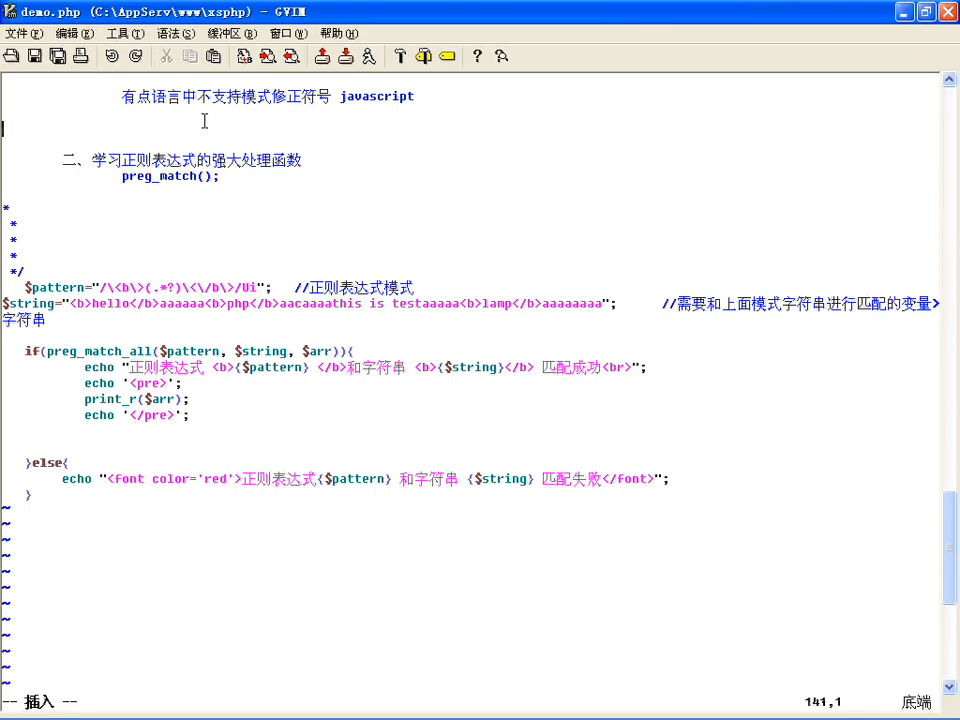 demo.php (C:\AppServ\www\xsphp) - GVIM
文件(F) 编辑(E) 工具(T) 语法(S) 缓冲区(B) 窗口(W) 帮助(H)
有点语言中不支持模式修正符号 javascript
二、学习正则表达式的强大处理函数
preg_match();
*
*
*
*
*/
$pattern="/\<b\>(.*?)\<\/b\>/Ui"; //正则表达式模式
$string="<b>hello</b>aaaaaa<b>php</b>aacaaaathis is testaaaaa<b>lamp</b>aaaaaaaa"; //需要和上面模式字符串进行匹配的变量>
字符串
if(preg_match_all($pattern, $string, $arr)){
echo "正则表达式 <b>{$pattern} </b>和字符串 <b>{$string}</b> 匹配成功<br>";
echo '<pre>';
print_r($arr);
echo '</pre>';
}else{
echo "<font color='red'>正则表达式{$pattern} 和字符串 {$string} 匹配失败</font>";
}
~
~
~
~
~
~
~
~
~
~
~
~
-- 插入 -- 141,1 底端